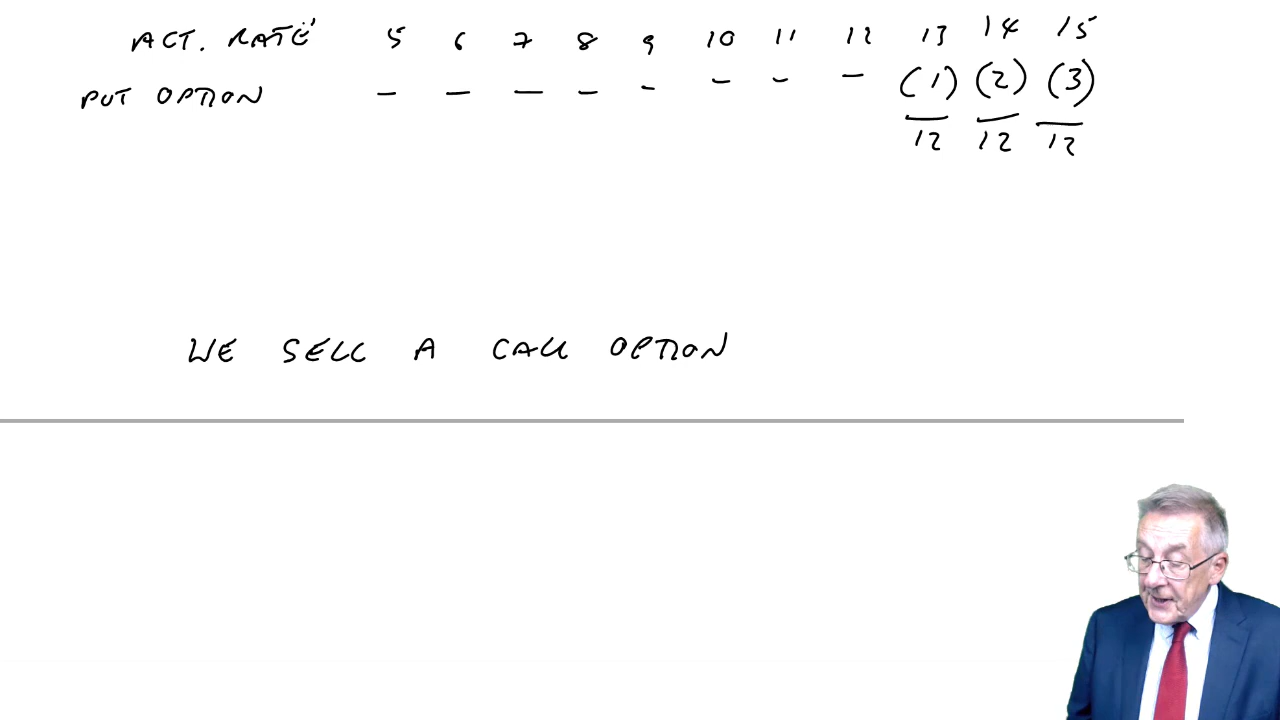 ACT. RATE 5 6 7 8 9 10 11 12 13 14 15
PUT OPTION - - - - - - - - (1) (2) (3)
12 12 12
WE SELL A CALL OPTION